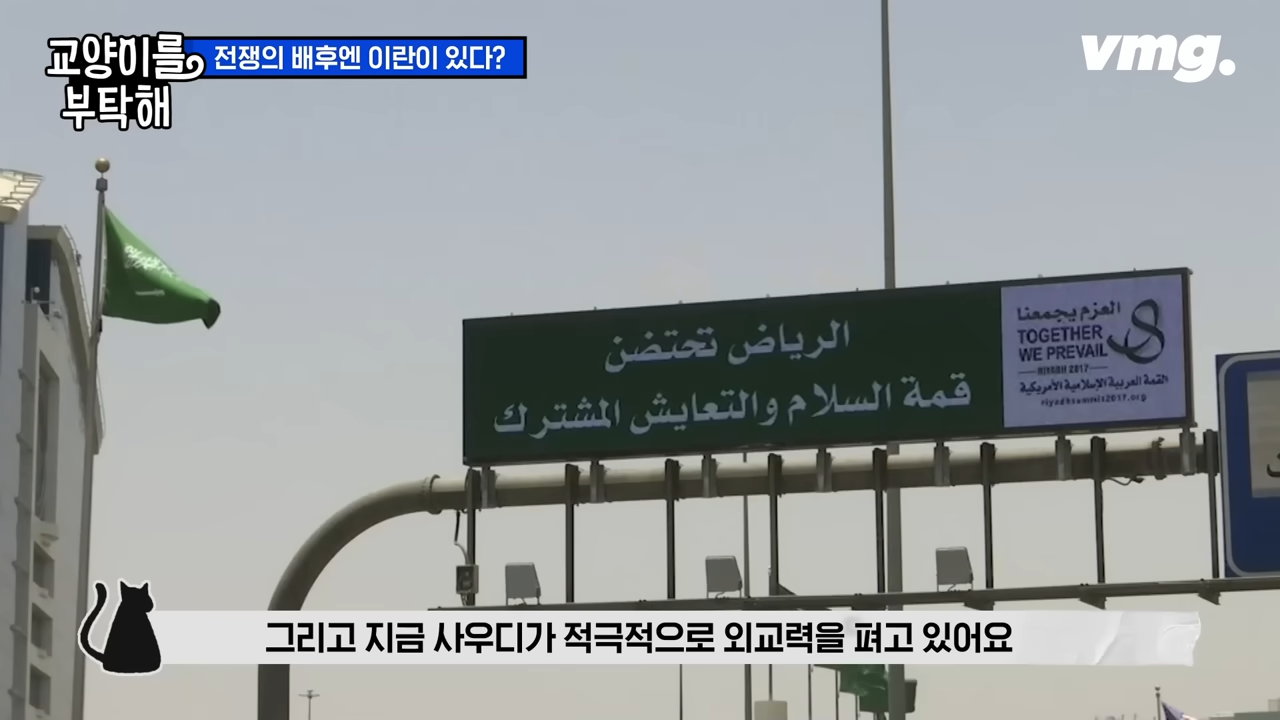 교양이를
부탁해
전쟁의 배후엔 이란이 있다?
vmg.
الرياض تحتضن
قمة السلام والتعايش المشترك
العزم يجمعنا
TOGETHER
WE PREVAIL
RIYADH 2017
القمة العربية الإسلامية الأمريكية
riyadhsummit2017.org
그리고 지금 사우디가 적극적으로 외교력을 펴고 있어요